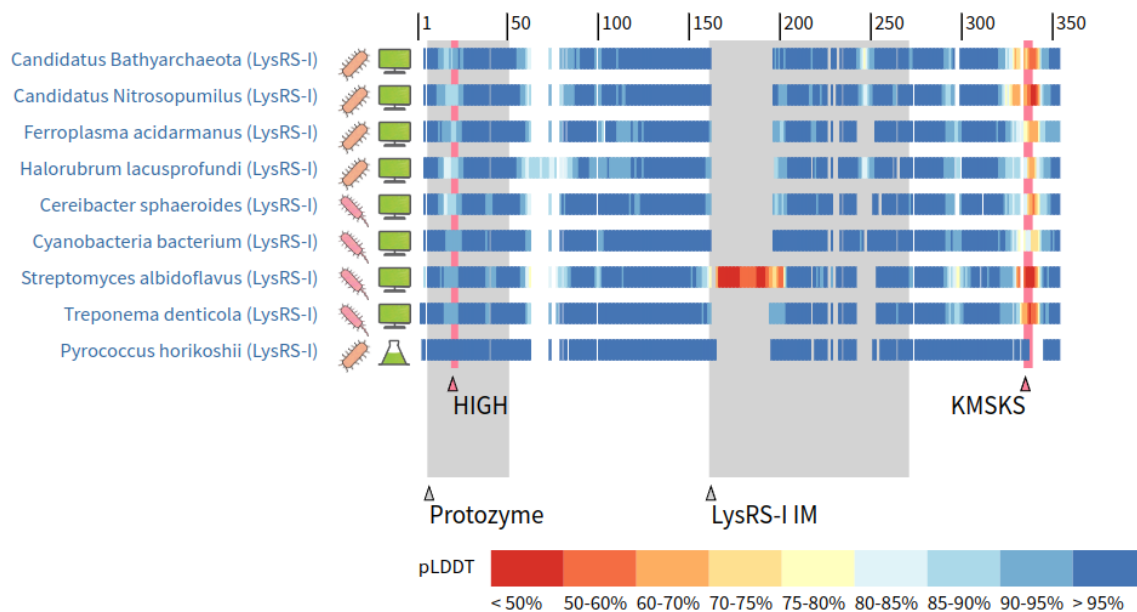 1 50 100 150 200 250 300 350
Candidatus Bathyarchaeota (LysRS-I)
Candidatus Nitrosopumilus (LysRS-I)
Ferroplasma acidarmanus (LysRS-I)
Halorubrum lacusprofundi (LysRS-I)
Cereibacter sphaeroides (LysRS-I)
Cyanobacteria bacterium (LysRS-I)
Streptomyces albidoflavus (LysRS-I)
Treponema denticola (LysRS-I)
Pyrococcus horikoshii (LysRS-I)
HIGH KMSKS
Protozyme LysRS-I IM
pLDDT
< 50% 50-60% 60-70% 70-75% 75-80% 80-85% 85-90% 90-95% > 95%